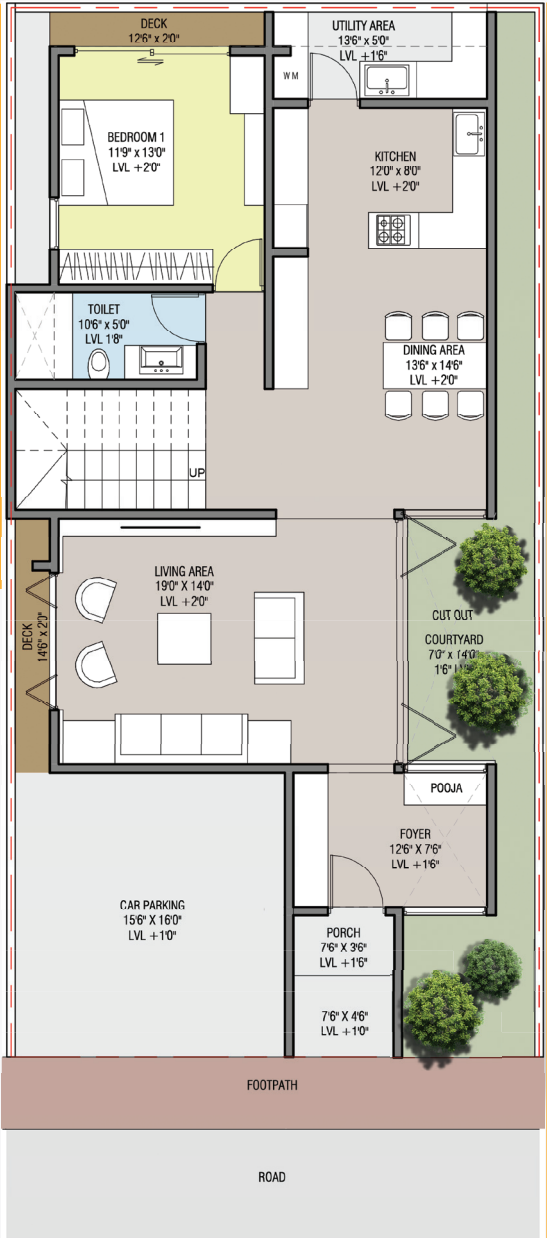 DECK
12'6" x 2'0"
UTILITY AREA
13'6" x 5'0"
LVL +1'6"
WM
BEDROOM 1
11'9" x 13'0"
LVL +2'0"
KITCHEN
12'0" x 8'0"
LVL +2'0"
TOILET
10'6" x 5'0"
LVL 1'8"
DINING AREA
13'6" x 14'6"
LVL +2'0"
UP
LIVING AREA
19'0" X 14'0"
LVL +2'0"
DECK
14'6" x 2'0"
CUT OUT
COURTYARD
7'0" x 14'0"
1'6"
POOJA
FOYER
12'6" X 7'6"
LVL +1'6"
CAR PARKING
15'6" X 16'0"
LVL +1'0"
PORCH
7'6" X 3'6"
LVL +1'6"
7'6" X 4'6"
LVL +1'0"
FOOTPATH
ROAD